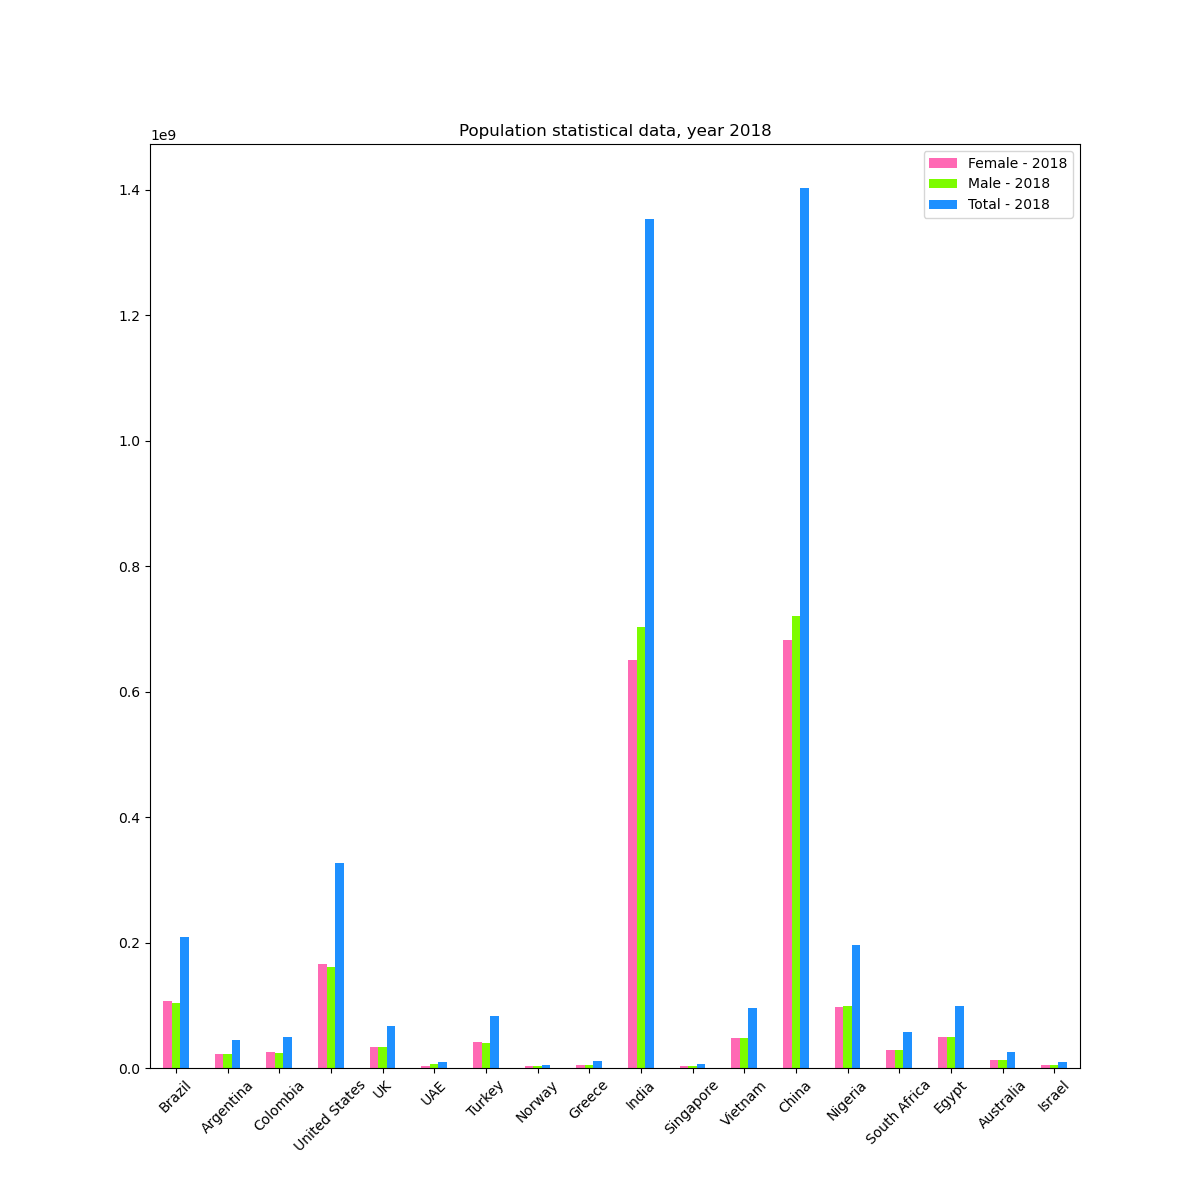 Population statistical data, year 2018
1e9
Female - 2018
Male - 2018
Total - 2018
1.4
1.2
1.0
0.8
0.6
0.4
0.2
0.0
Brazil
Argentina
Colombia
United States
UK
UAE
Turkey
Norway
Greece
India
Singapore
Vietnam
China
Nigeria
South Africa
Egypt
Australia
Israel